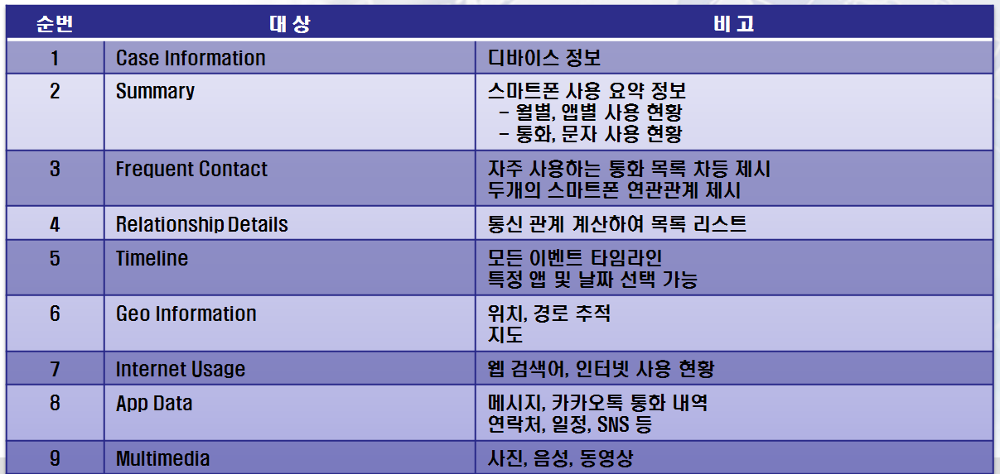 순번 대 상 비 고
1 Case Information 디바이스 정보
2 Summary 스마트폰 사용 요약 정보
- 월별, 앱별 사용 현황
- 통화, 문자 사용 현황
3 Frequent Contact 자주 사용하는 통화 목록 차등 제시
두개의 스마트폰 연관관계 제시
4 Relationship Details 통신 관계 계산하여 목록 리스트
5 Timeline 모든 이벤트 타임라인
특정 앱 및 날짜 선택 가능
6 Geo Information 위치, 경로 추적
지도
7 Internet Usage 웹 검색어, 인터넷 사용 현황
8 App Data 메시지, 카카오톡 통화 내역
연락처, 일정, SNS 등
9 Multimedia 사진, 음성, 동영상